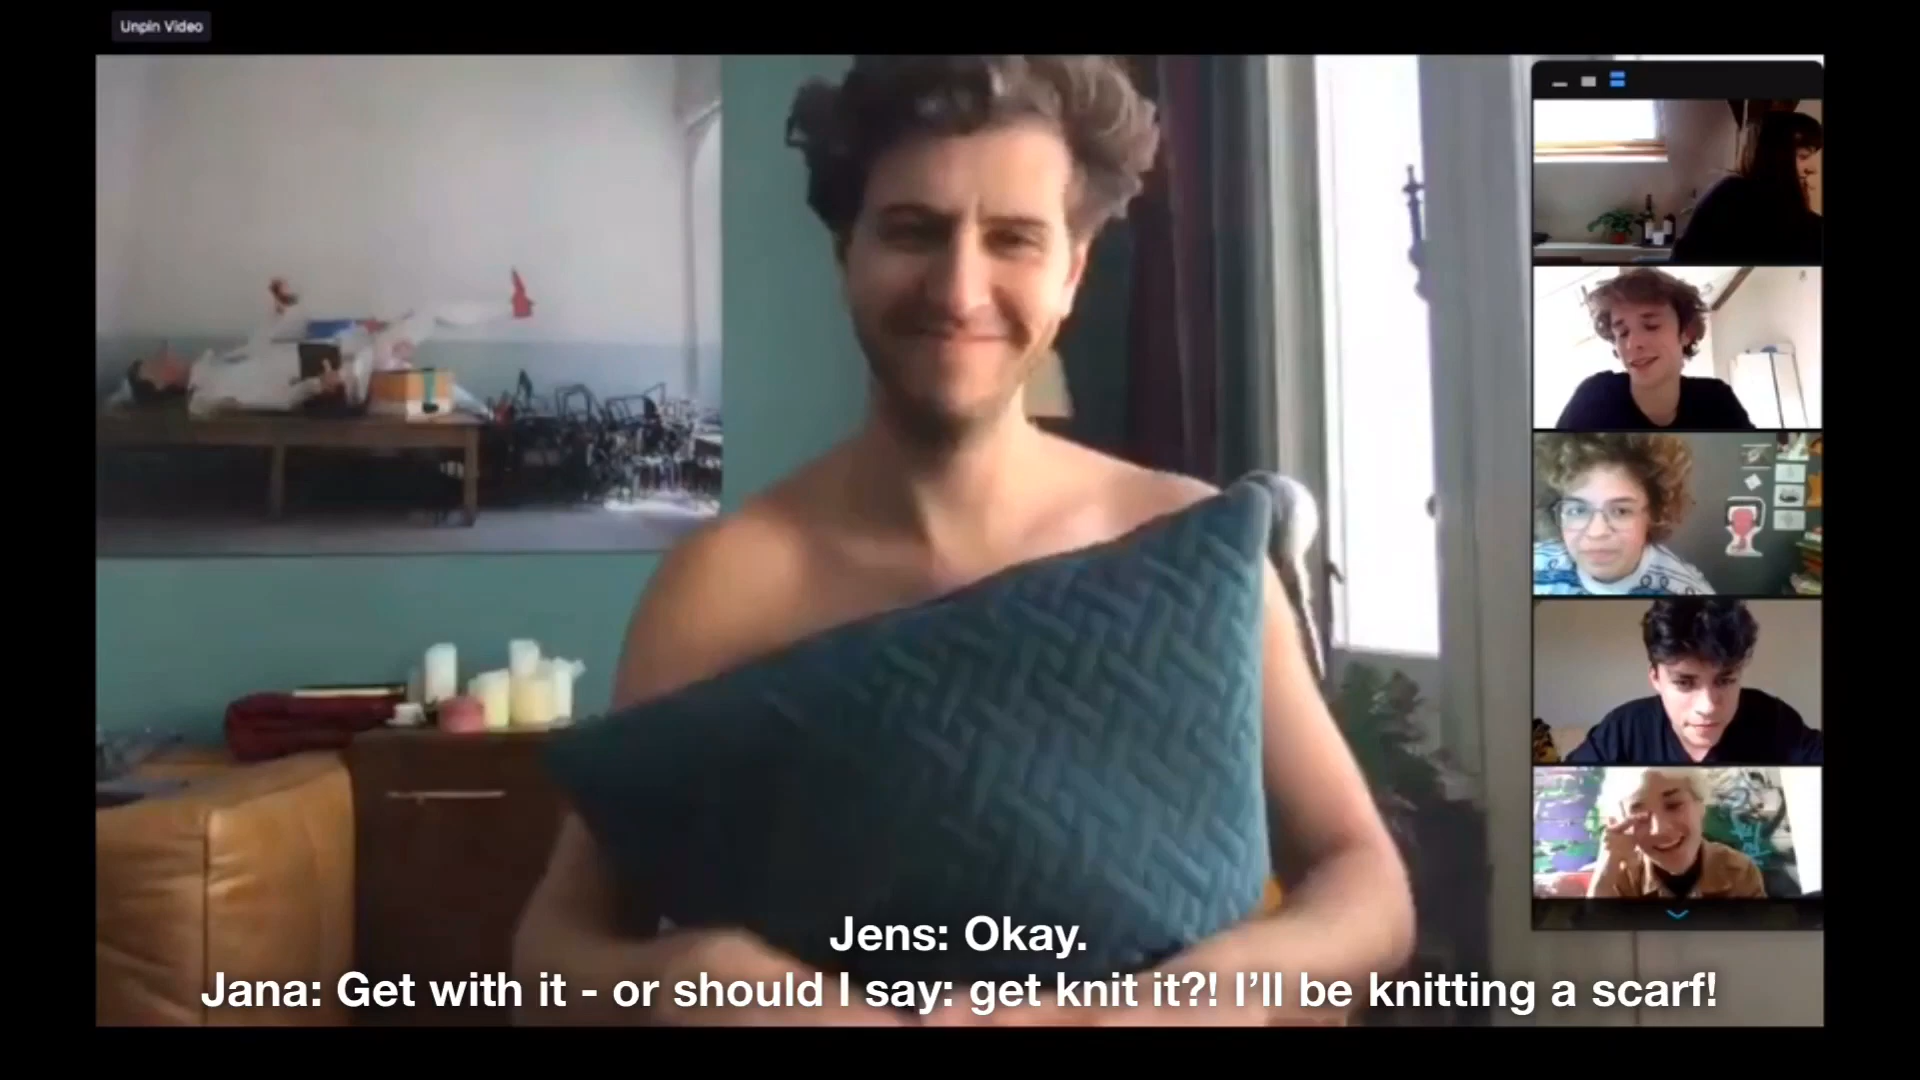 Unpin Video
Jens: Okay.
Jana: Get with it - or should I say: get knit it?! I’ll be knitting a scarf!